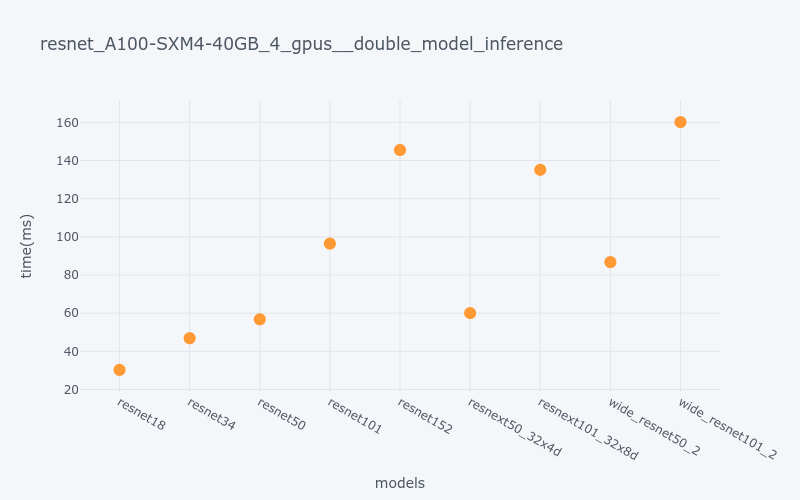 resnet_A100-SXM4-40GB_4_gpus__double_model_inference
time(ms)
160
140
120
100
80
60
40
20
resnet18
resnet34
resnet50
resnet101
resnet152
resnext50_32x4d
resnext101_32x8d
wide_resnet50_2
wide_resnet101_2
models